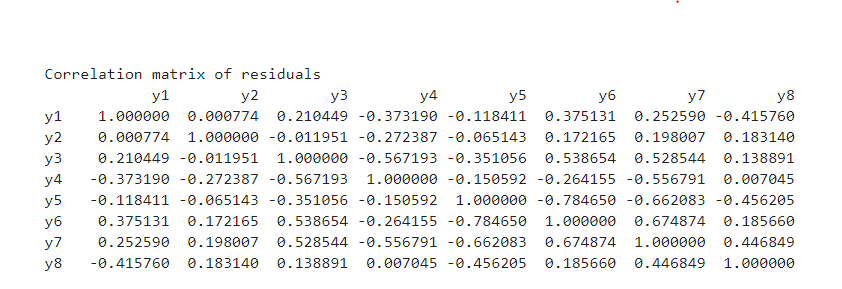 Correlation matrix of residuals
y1 y2 y3 y4 y5 y6 y7 y8
y1 1.000000 0.000774 0.210449 -0.373190 -0.118411 0.375131 0.252590 -0.415760
y2 0.000774 1.000000 -0.011951 -0.272387 -0.065143 0.172165 0.198007 0.183140
y3 0.210449 -0.011951 1.000000 -0.567193 -0.351056 0.538654 0.528544 0.138891
y4 -0.373190 -0.272387 -0.567193 1.000000 -0.150592 -0.264155 -0.556791 0.007045
y5 -0.118411 -0.065143 -0.351056 -0.150592 1.000000 -0.784650 -0.662083 -0.456205
y6 0.375131 0.172165 0.538654 -0.264155 -0.784650 1.000000 0.674874 0.185660
y7 0.252590 0.198007 0.528544 -0.556791 -0.662083 0.674874 1.000000 0.446849
y8 -0.415760 0.183140 0.138891 0.007045 -0.456205 0.185660 0.446849 1.000000